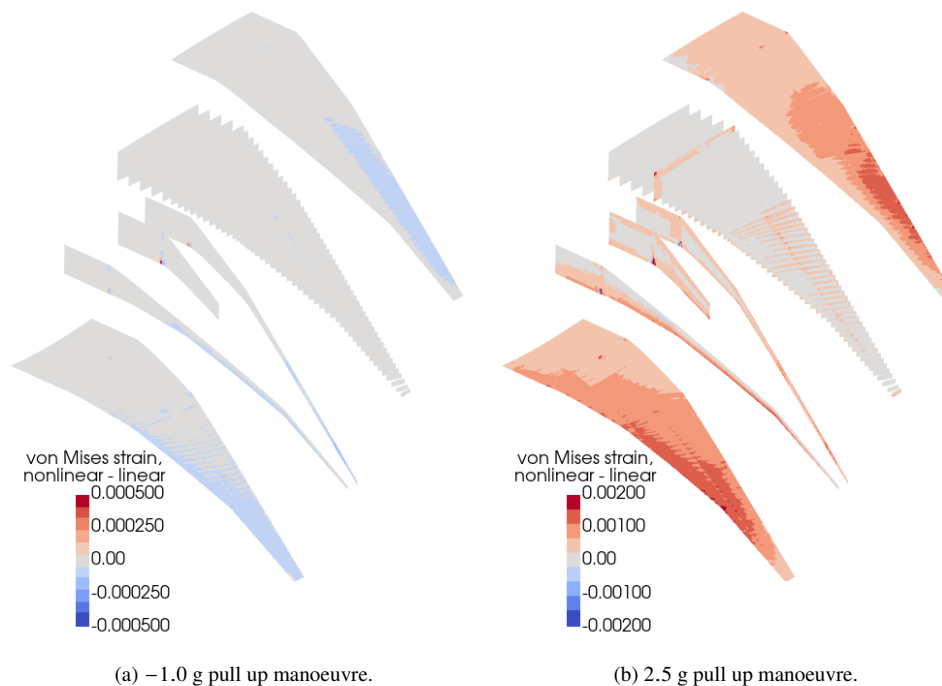 von Mises strain,
nonlinear - linear
0.000500
0.000250
0.00
-0.000250
-0.000500
(a) −1.0 g pull up manoeuvre.
von Mises strain,
nonlinear - linear
0.00200
0.00100
0.00
-0.00100
-0.00200
(b) 2.5 g pull up manoeuvre.